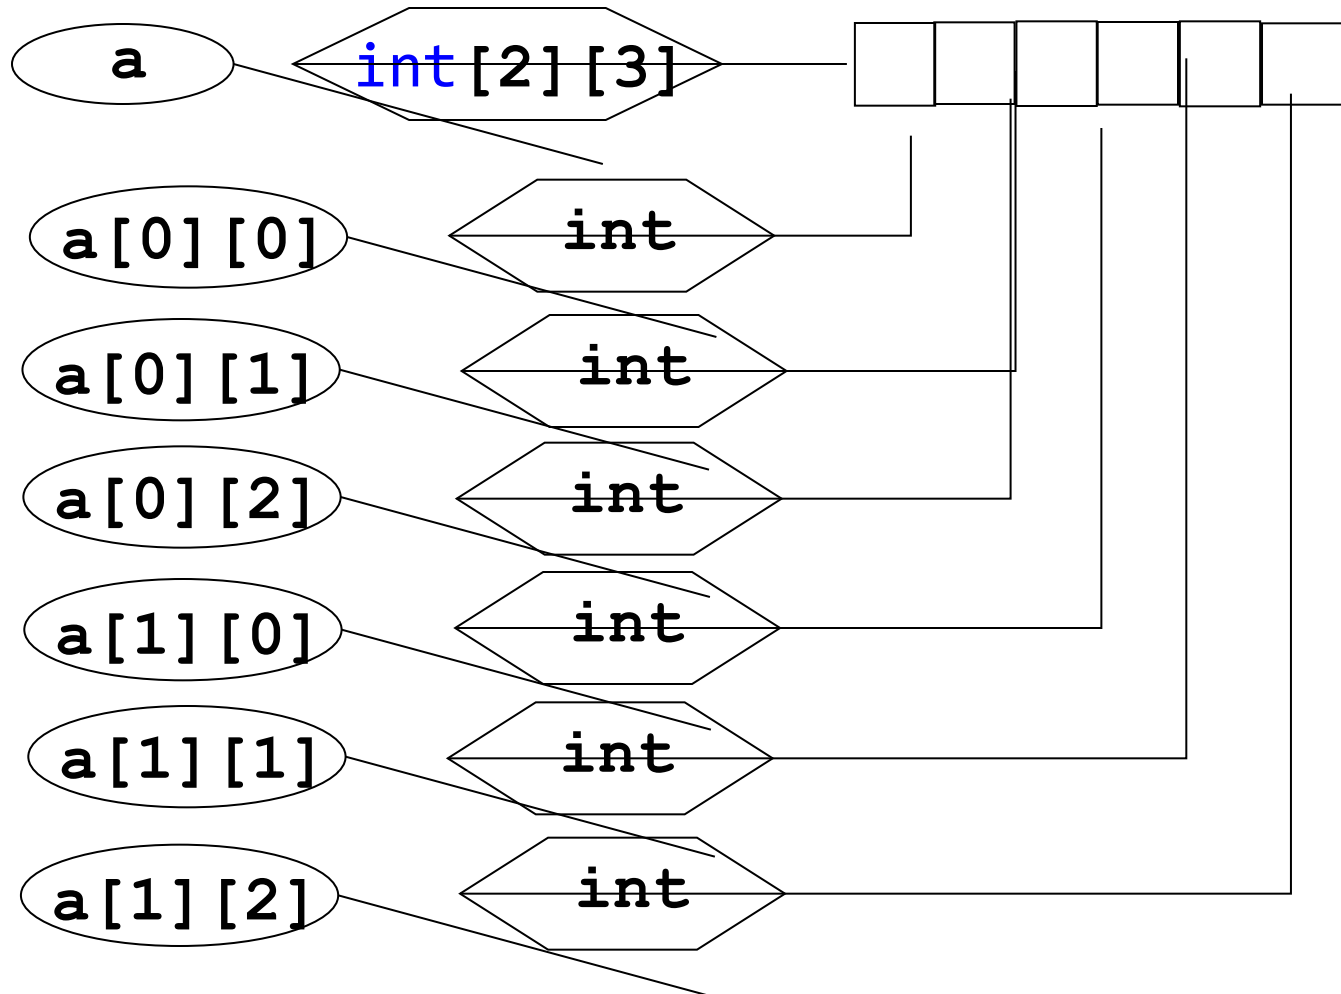 a int[2][3]
a[0][0] int
a[0][1] int
a[0][2] int
a[1][0] int
a[1][1] int
a[1][2] int